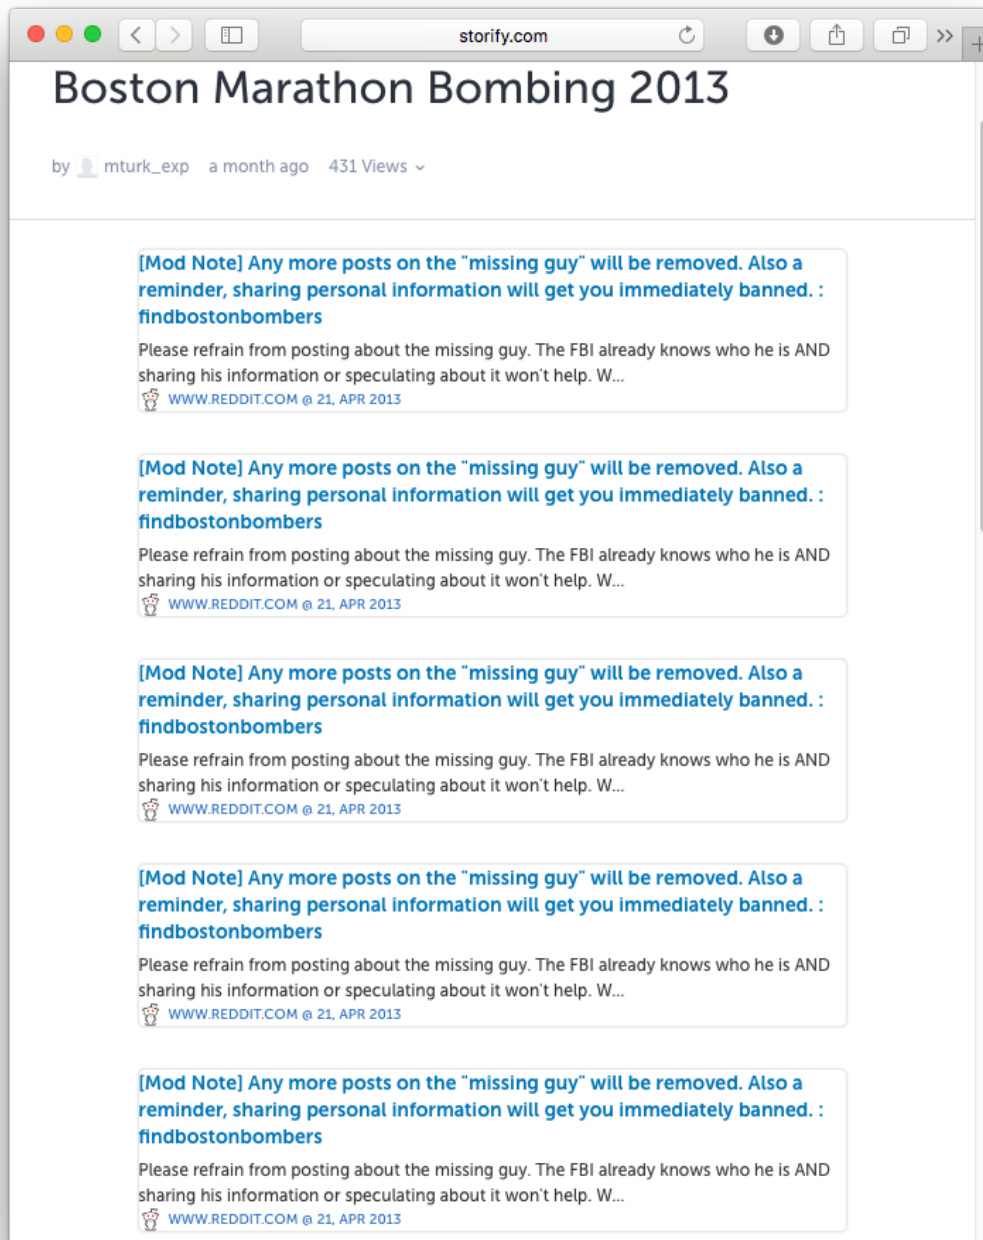 storify.com
Boston Marathon Bombing 2013
by mturk_exp a month ago 431 Views
[Mod Note] Any more posts on the "missing guy" will be removed. Also a
reminder, sharing personal information will get you immediately banned. :
findbostonbombers
Please refrain from posting about the missing guy. The FBI already knows who he is AND
sharing his information or speculating about it won't help. W...
WWW.REDDIT.COM @ 21, APR 2013
[Mod Note] Any more posts on the "missing guy" will be removed. Also a
reminder, sharing personal information will get you immediately banned. :
findbostonbombers
Please refrain from posting about the missing guy. The FBI already knows who he is AND
sharing his information or speculating about it won't help. W...
WWW.REDDIT.COM @ 21, APR 2013
[Mod Note] Any more posts on the "missing guy" will be removed. Also a
reminder, sharing personal information will get you immediately banned. :
findbostonbombers
Please refrain from posting about the missing guy. The FBI already knows who he is AND
sharing his information or speculating about it won't help. W...
WWW.REDDIT.COM @ 21, APR 2013
[Mod Note] Any more posts on the "missing guy" will be removed. Also a
reminder, sharing personal information will get you immediately banned. :
findbostonbombers
Please refrain from posting about the missing guy. The FBI already knows who he is AND
sharing his information or speculating about it won't help. W...
WWW.REDDIT.COM @ 21, APR 2013
[Mod Note] Any more posts on the "missing guy" will be removed. Also a
reminder, sharing personal information will get you immediately banned. :
findbostonbombers
Please refrain from posting about the missing guy. The FBI already knows who he is AND
sharing his information or speculating about it won't help. W...
WWW.REDDIT.COM @ 21, APR 2013